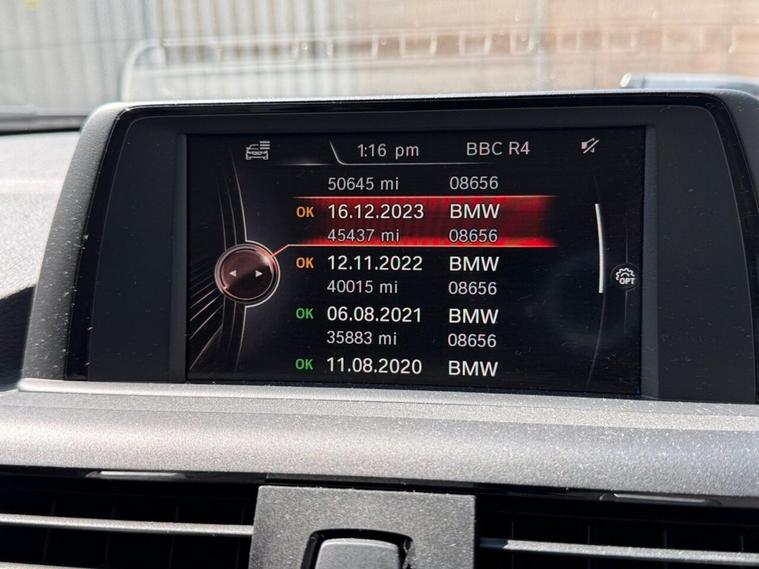 1:16 pm BBC R4
50645 mi 08656
OK 16.12.2023 BMW
45437 mi 08656
OK 12.11.2022 BMW
40015 mi 08656
OK 06.08.2021 BMW
35883 mi 08656
OK 11.08.2020 BMW
OPT